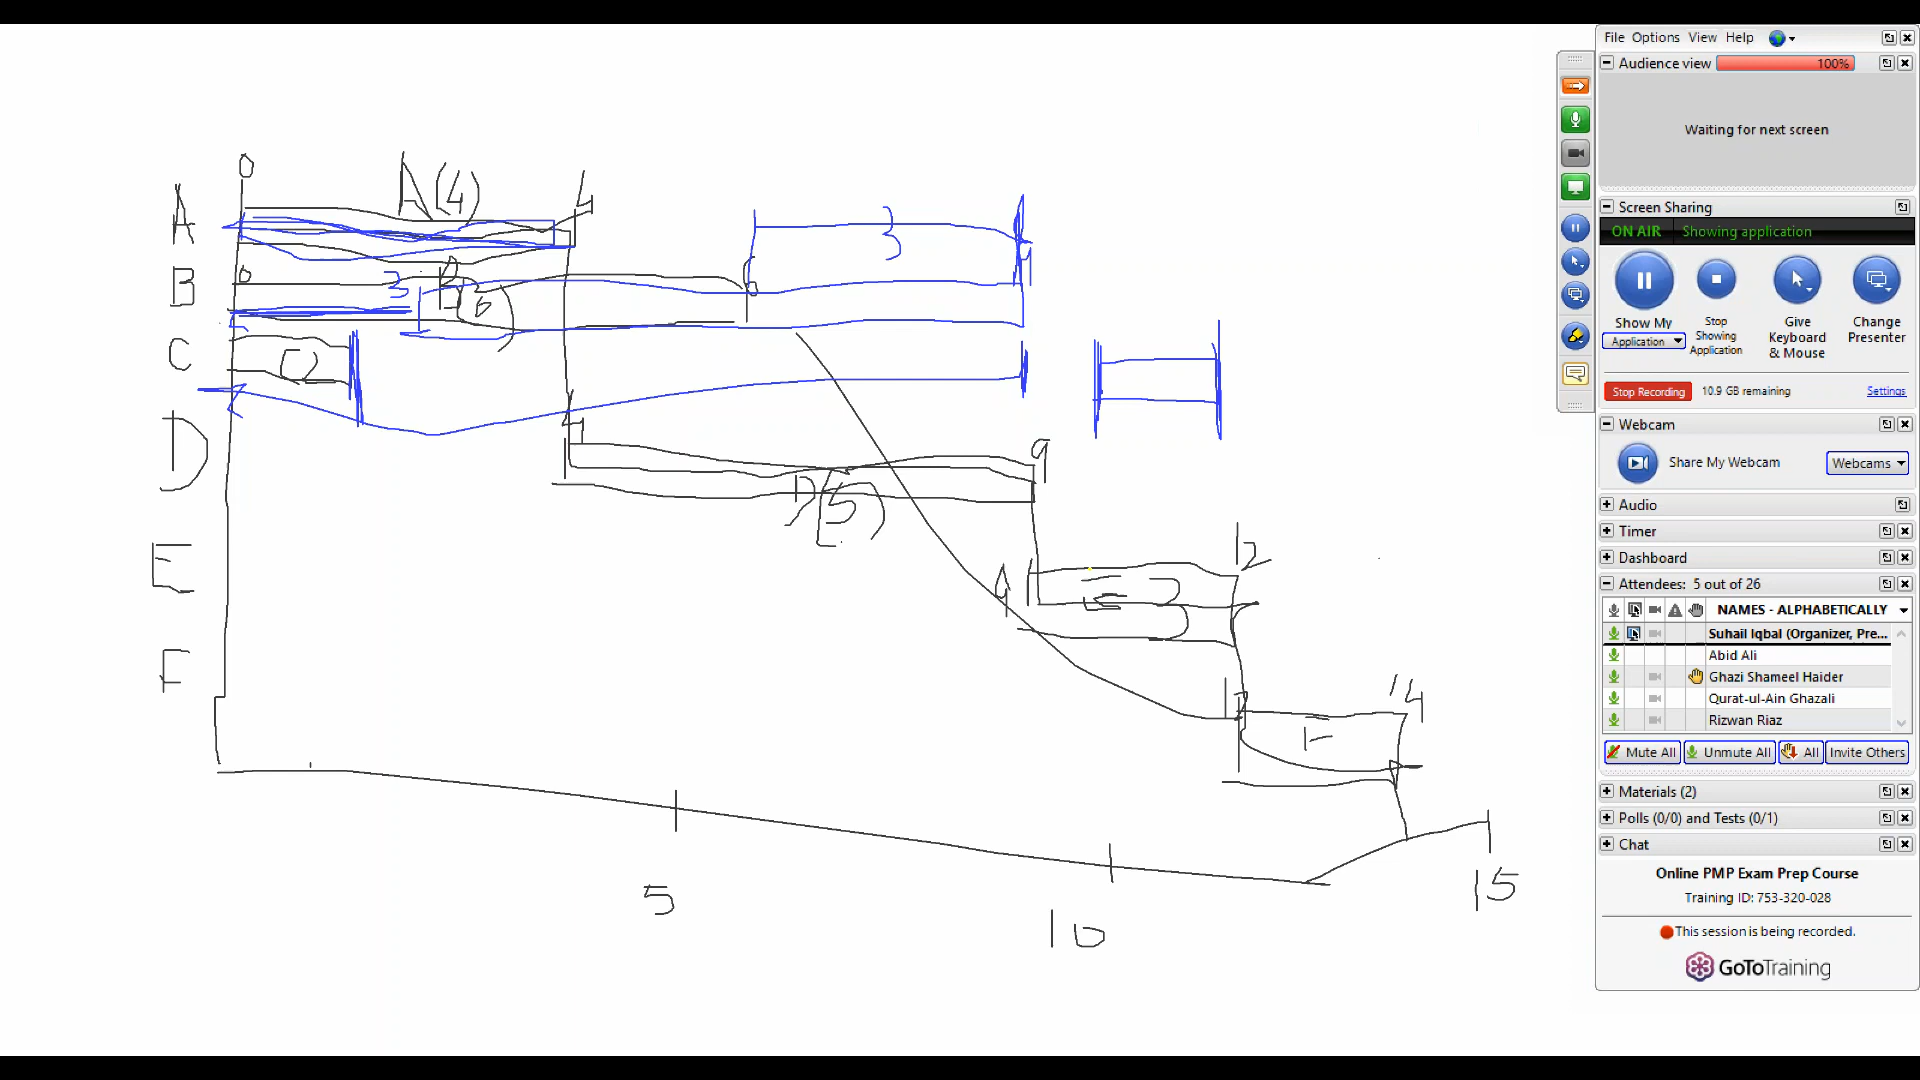 0
A(4)
4
A
3
9
B
0
3
B(6)
6
C
C2
4
D
9
D(5)
12
E
9
E
F
12
14
F
5
10
15
File Options View Help
Audience view 100%
Waiting for next screen
Screen Sharing
ON AIR Showing application
Show My
Application
Stop
Showing
Application
Give
Keyboard
& Mouse
Change
Presenter
Stop Recording 10.9 GB remaining Settings
Webcam
Share My Webcam Webcams
Audio
Timer
Dashboard
Attendees: 5 out of 26
NAMES - ALPHABETICALLY
Suhail Iqbal (Organizer, Pre...
Abid Ali
Ghazi Shameel Haider
Qurat-ul-Ain Ghazali
Rizwan Riaz
Mute All Unmute All All Invite Others
Materials (2)
Polls (0/0) and Tests (0/1)
Chat
Online PMP Exam Prep Course
Training ID: 753-320-028
This session is being recorded.
GoToTraining